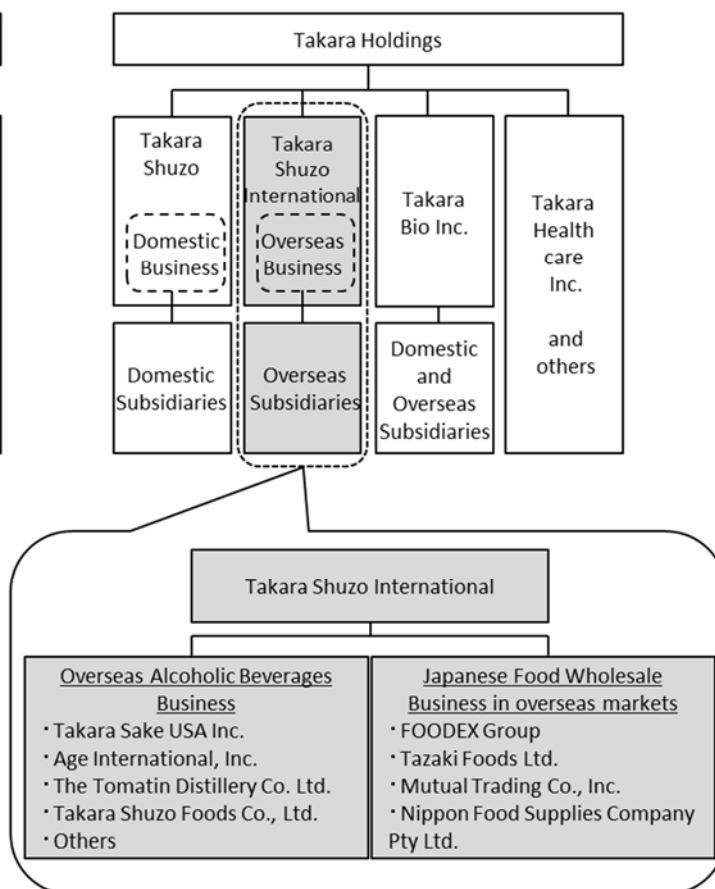 Takara Holdings
Takara
Shuzo
Domestic
Business
Domestic
Subsidiaries
Takara
Shuzo
International
Overseas
Business
Overseas
Subsidiaries
Takara
Bio Inc.
Domestic
and
Overseas
Subsidiaries
Takara
Health
care
Inc.
and
others
Takara Shuzo International
Overseas Alcoholic Beverages
Business
・Takara Sake USA Inc.
・Age International, Inc.
・The Tomatin Distillery Co. Ltd.
・Takara Shuzo Foods Co., Ltd.
・Others
Japanese Food Wholesale
Business in overseas markets
・FOODEX Group
・Tazaki Foods Ltd.
・Mutual Trading Co., Inc.
・Nippon Food Supplies Company
Pty Ltd.